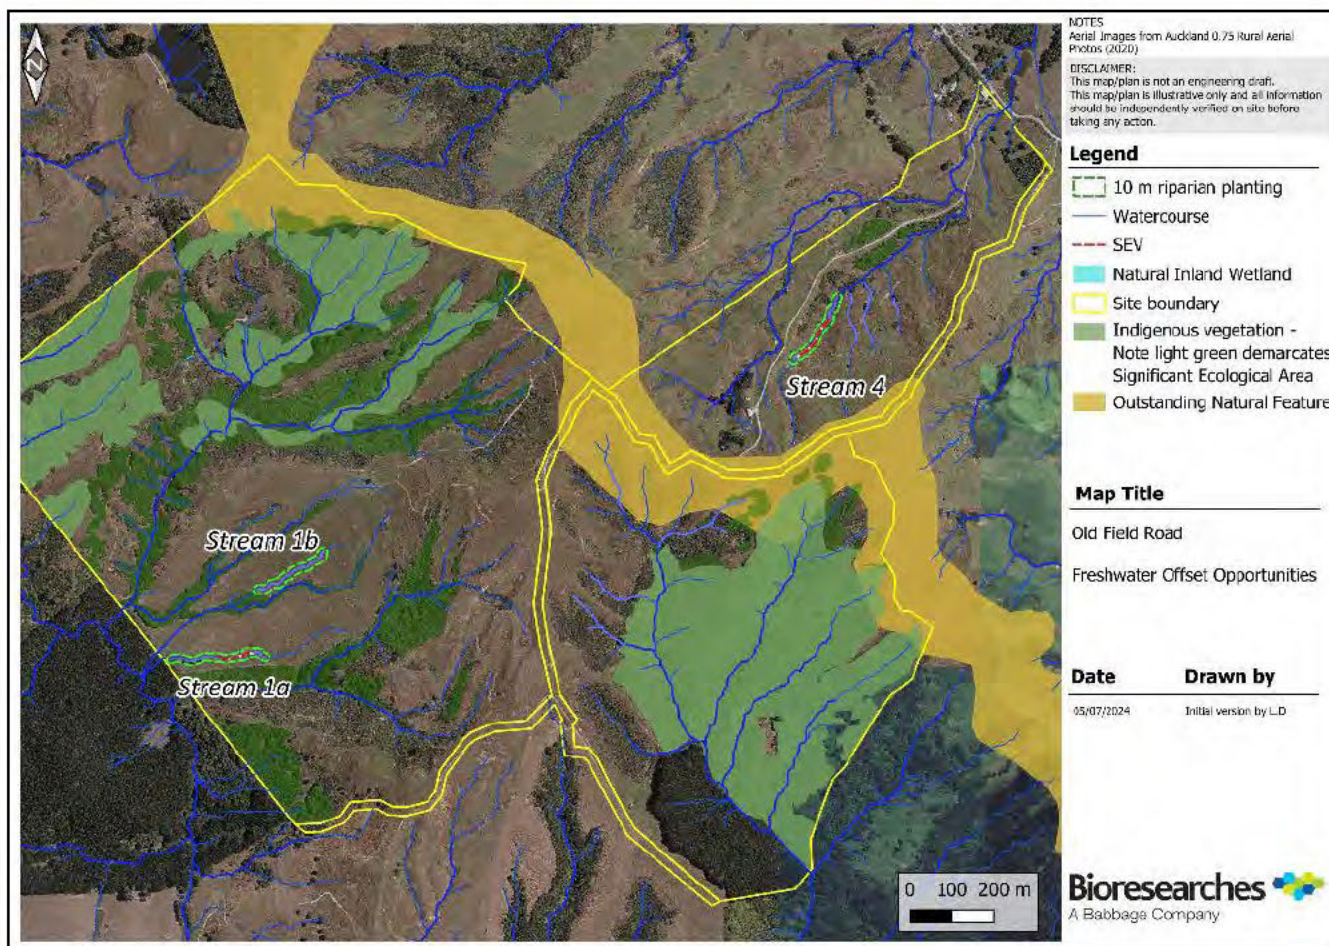 NOTES
Aerial Images from Auckland 0.75 Rural Aerial
Photos (2020)
DISCLAIMER:
This map/plan is not an engineering draft.
This map/plan is illustrative only and all information
should be independently verified on site before
taking any action.
Legend
10 m riparian planting
Watercourse
SEV
Natural Inland Wetland
Site boundary
Indigenous vegetation -
Note light green demarcates
Significant Ecological Area
Outstanding Natural Feature
Map Title
Old Field Road
Freshwater Offset Opportunities
Date Drawn by
05/07/2024 Initial version by L.D
Bioresearches
A Babbage Company
N
Stream 4
Stream 1b
Stream 1a
0 100 200 m